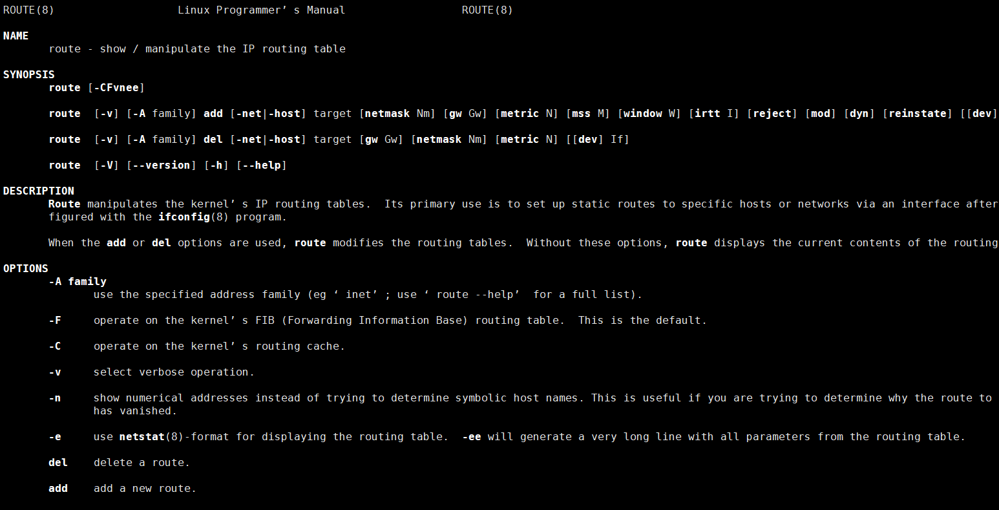 ROUTE(8)                   Linux Programmer’ s Manual                  ROUTE(8)
NAME
route - show / manipulate the IP routing table
SYNOPSIS
route [-CFvnee]
route  [-v] [-A family] add [-net|-host] target [netmask Nm] [gw Gw] [metric N] [mss M] [window W] [irtt I] [reject] [mod] [dyn] [reinstate] [[dev]
route  [-v] [-A family] del [-net|-host] target [gw Gw] [netmask Nm] [metric N] [[dev] If]
route  [-V] [--version] [-h] [--help]
DESCRIPTION
Route manipulates the kernel’ s IP routing tables.  Its primary use is to set up static routes to specific hosts or networks via an interface after
figured with the ifconfig(8) program.
When the add or del options are used, route modifies the routing tables.  Without these options, route displays the current contents of the routing
OPTIONS
-A family
use the specified address family (eg ‘ inet’ ; use ‘ route --help’  for a full list).
-F     operate on the kernel’ s FIB (Forwarding Information Base) routing table.  This is the default.
-C     operate on the kernel’ s routing cache.
-v     select verbose operation.
-n     show numerical addresses instead of trying to determine symbolic host names. This is useful if you are trying to determine why the route to
has vanished.
-e     use netstat(8)-format for displaying the routing table.  -ee will generate a very long line with all parameters from the routing table.
del    delete a route.
add    add a new route.